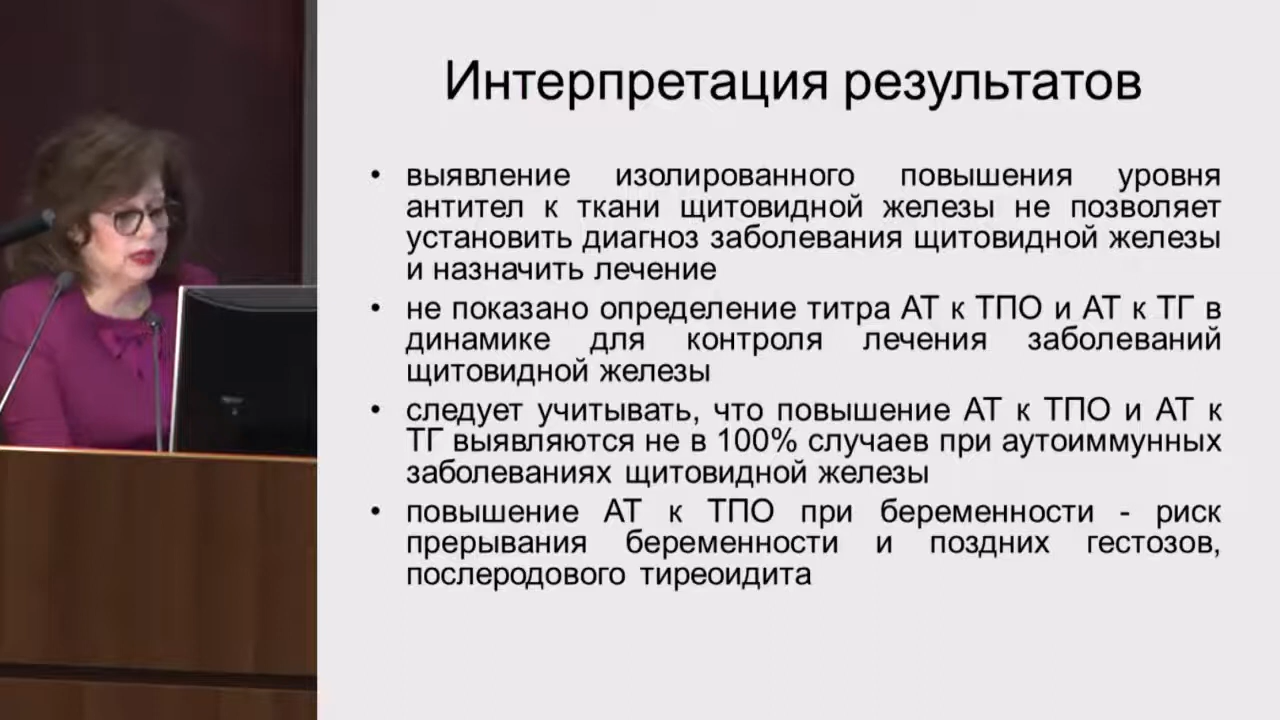 Интерпретация результатов
• выявление изолированного повышения уровня
антител к ткани щитовидной железы не позволяет
установить диагноз заболевания щитовидной железы
и назначить лечение
• не показано определение титра АТ к ТПО и АТ к ТГ в
динамике для контроля лечения заболеваний
щитовидной железы
• следует учитывать, что повышение АТ к ТПО и АТ к
ТГ выявляются не в 100% случаев при аутоиммунных
заболеваниях щитовидной железы
• повышение АТ к ТПО при беременности - риск
прерывания беременности и поздних гестозов,
послеродового тиреоидита